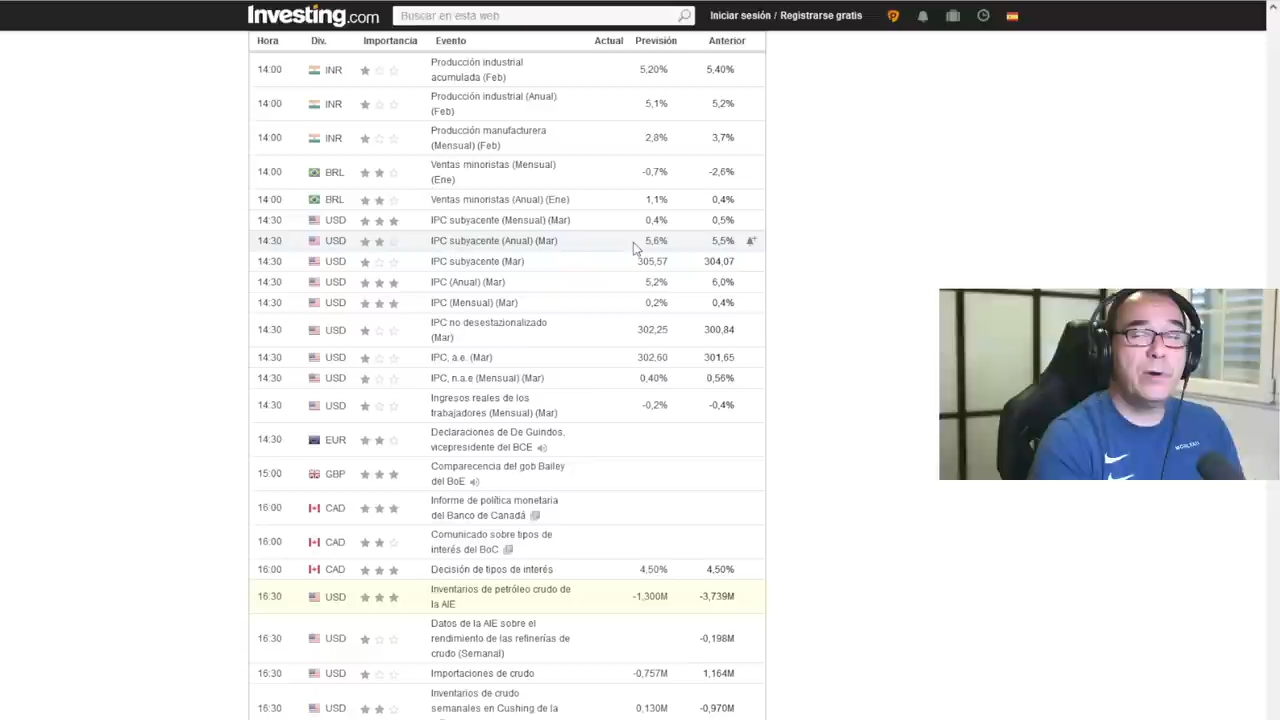 Investing.com Buscar en esta web Iniciar sesión / Registrarse gratis
Hora Div. Importancia Evento Actual Previsión Anterior
14:00 INR Producción industrial acumulada (Feb) 5,20% 5,40%
14:00 INR Producción industrial (Anual) (Feb) 5,1% 5,2%
14:00 INR Producción manufacturera (Mensual) (Feb) 2,8% 3,7%
14:00 BRL Ventas minoristas (Mensual) (Ene) -0,7% -2,6%
14:00 BRL Ventas minoristas (Anual) (Ene) 1,1% 0,4%
14:30 USD IPC subyacente (Mensual) (Mar) 0,4% 0,5%
14:30 USD IPC subyacente (Anual) (Mar) 5,6% 5,5%
14:30 USD IPC subyacente (Mar) 305,57 304,07
14:30 USD IPC (Anual) (Mar) 5,2% 6,0%
14:30 USD IPC (Mensual) (Mar) 0,2% 0,4%
14:30 USD IPC no desestazionalizado (Mar) 302,25 300,84
14:30 USD IPC, a.e. (Mar) 302,60 301,65
14:30 USD IPC, n.a.e (Mensual) (Mar) 0,40% 0,56%
14:30 USD Ingresos reales de los trabajadores (Mensual) (Mar) -0,2% -0,4%
14:30 EUR Declaraciones de De Guindos, vicepresidente del BCE
15:00 GBP Comparecencia del gob Bailey del BoE
16:00 CAD Informe de política monetaria del Banco de Canadá
16:00 CAD Comunicado sobre tipos de interés del BoC
16:00 CAD Decisión de tipos de interés 4,50% 4,50%
16:30 USD Inventarios de petróleo crudo de la AIE -1,300M -3,739M
16:30 USD Datos de la AIE sobre el rendimiento de las refinerías de crudo (Semanal) -0,198M
16:30 USD Importaciones de crudo -0,757M 1,164M
16:30 USD Inventarios de crudo semanales en Cushing de la 0,130M -0,970M